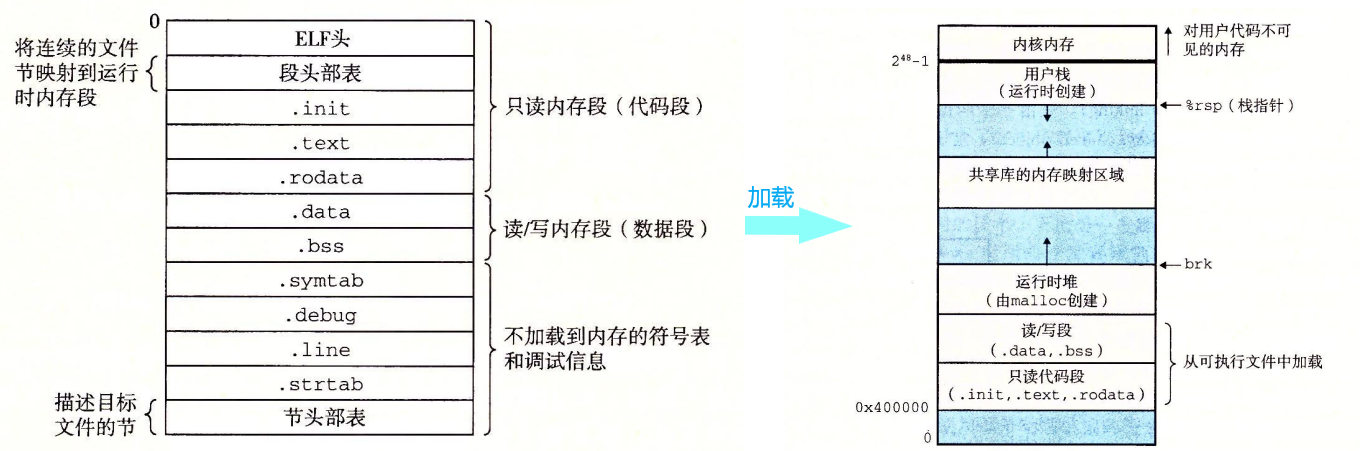 0
将连续的文件
节映射到运行
时内存段
ELF头
段头部表
.init
.text
.rodata
.data
.bss
.symtab
.debug
.line
.strtab
节头部表
描述目标
文件的节
只读内存段（代码段）
读/写内存段（数据段）
不加载到内存的符号表
和调试信息
加载
内核内存
对用户代码不可
见的内存
2⁴⁸-1
用户栈
（运行时创建）
%rsp（栈指针）
共享库的内存映射区域
brk
运行时堆
（由malloc创建）
读/写段
(.data,.bss)
只读代码段
(.init,.text,.rodata)
从可执行文件中加载
0x400000
0